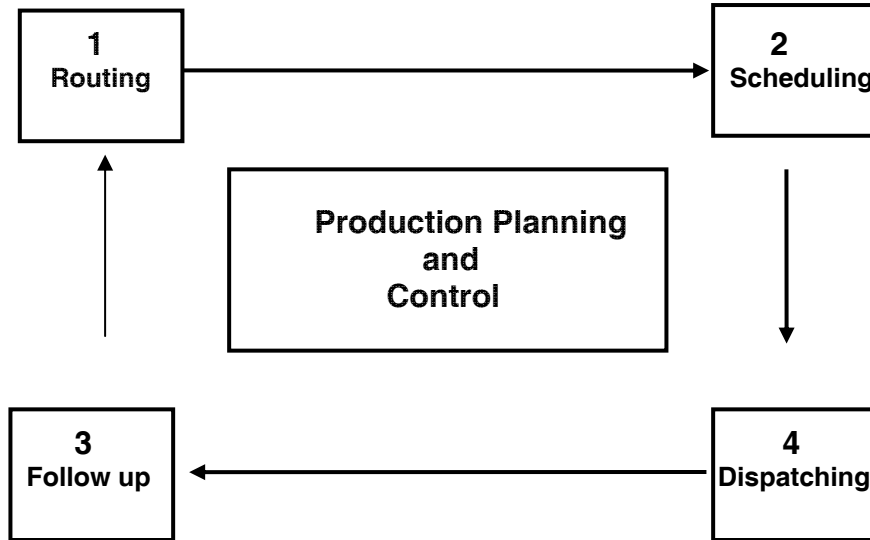 1
Routing
2
Scheduling
Production Planning
and
Control
3
Follow up
4
Dispatching